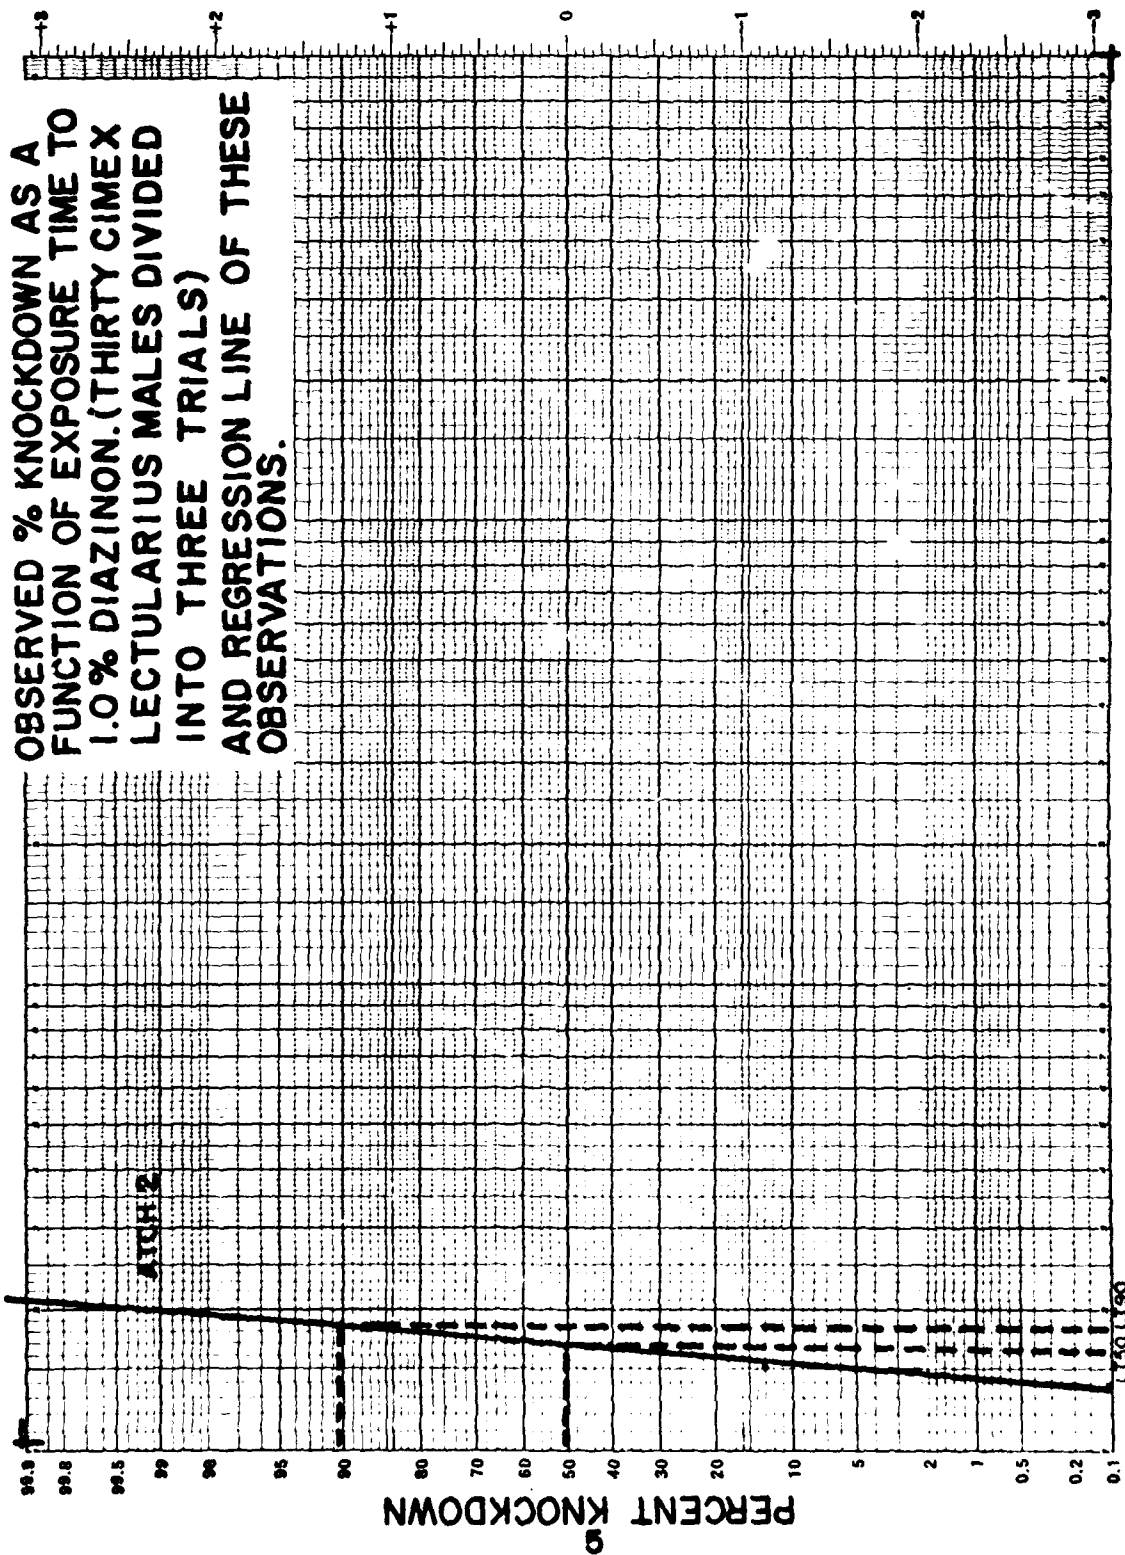 OBSERVED % KNOCKDOWN AS A
FUNCTION OF EXPOSURE TIME TO
1.0% DIAZINON. (THIRTY CIMEX
LECTULARIUS MALES DIVIDED
INTO THREE TRIALS)
AND REGRESSION LINE OF THESE
OBSERVATIONS.
ATCH 2
PERCENT KNOCKDOWN
99.9
99.8
99.5
99
98
95
90
80
70
60
50
40
30
20
10
5
2
1
0.5
0.2
0.1
+3
+2
+1
0
-1
-2
-3
LT50
LT90
5